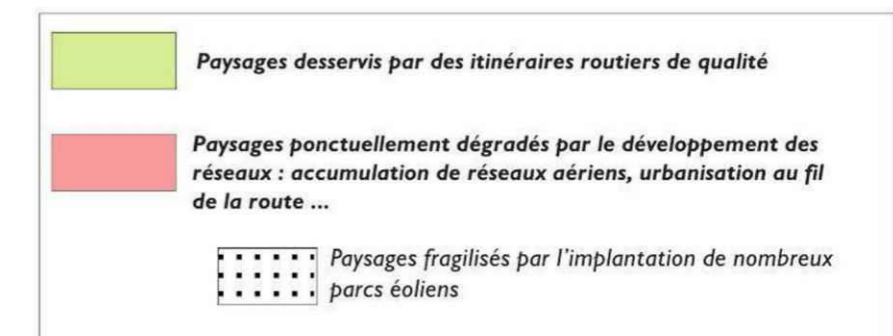 Paysages desservis par des itinéraires routiers de qualité
Paysages ponctuellement dégradés par le développement des
réseaux : accumulation de réseaux aériens, urbanisation au fil
de la route ...
Paysages fragilisés par l'implantation de nombreux
parcs éoliens